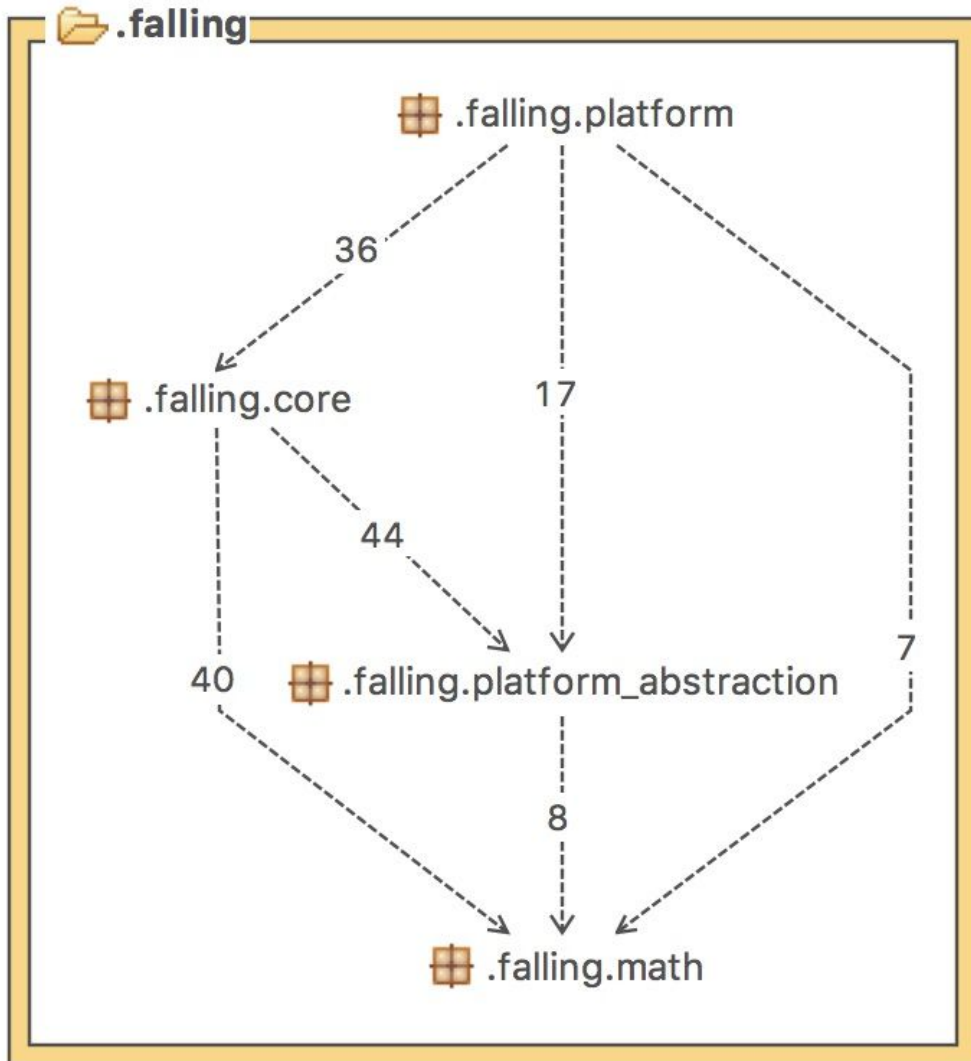 .falling
.falling.platform
36
.falling.core
17
44
7
40
.falling.platform_abstraction
8
.falling.math